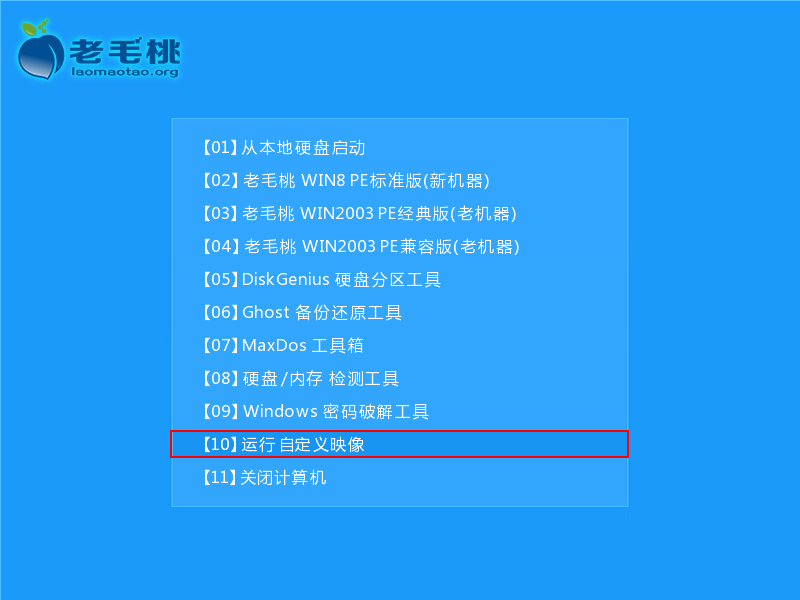 老毛桃
laomaotao.org
【01】从本地硬盘启动
【02】老毛桃 WIN8 PE标准版(新机器)
【03】老毛桃 WIN2003 PE经典版(老机器)
【04】老毛桃 WIN2003 PE兼容版(老机器)
【05】DiskGenius 硬盘分区工具
【06】Ghost 备份还原工具
【07】MaxDos 工具箱
【08】硬盘/内存 检测工具
【09】Windows 密码破解工具
【10】运行自定义映像
【11】关闭计算机